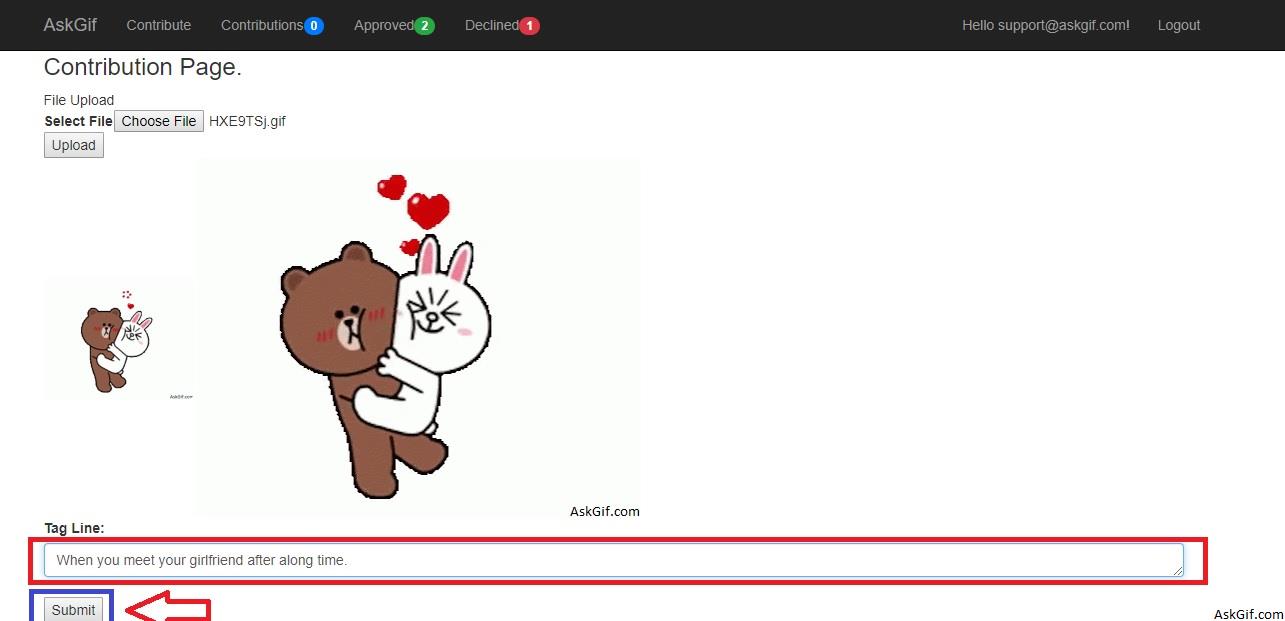 AskGif Contribute Contributions 0 Approved 2 Declined 1 Hello support@askgif.com! Logout
Contribution Page.
File Upload
Select File Choose File HXE9TSj.gif
Upload
AskGif.com
AskGif.com
Tag Line:
When you meet your girlfriend after along time.
Submit
AskGif.com